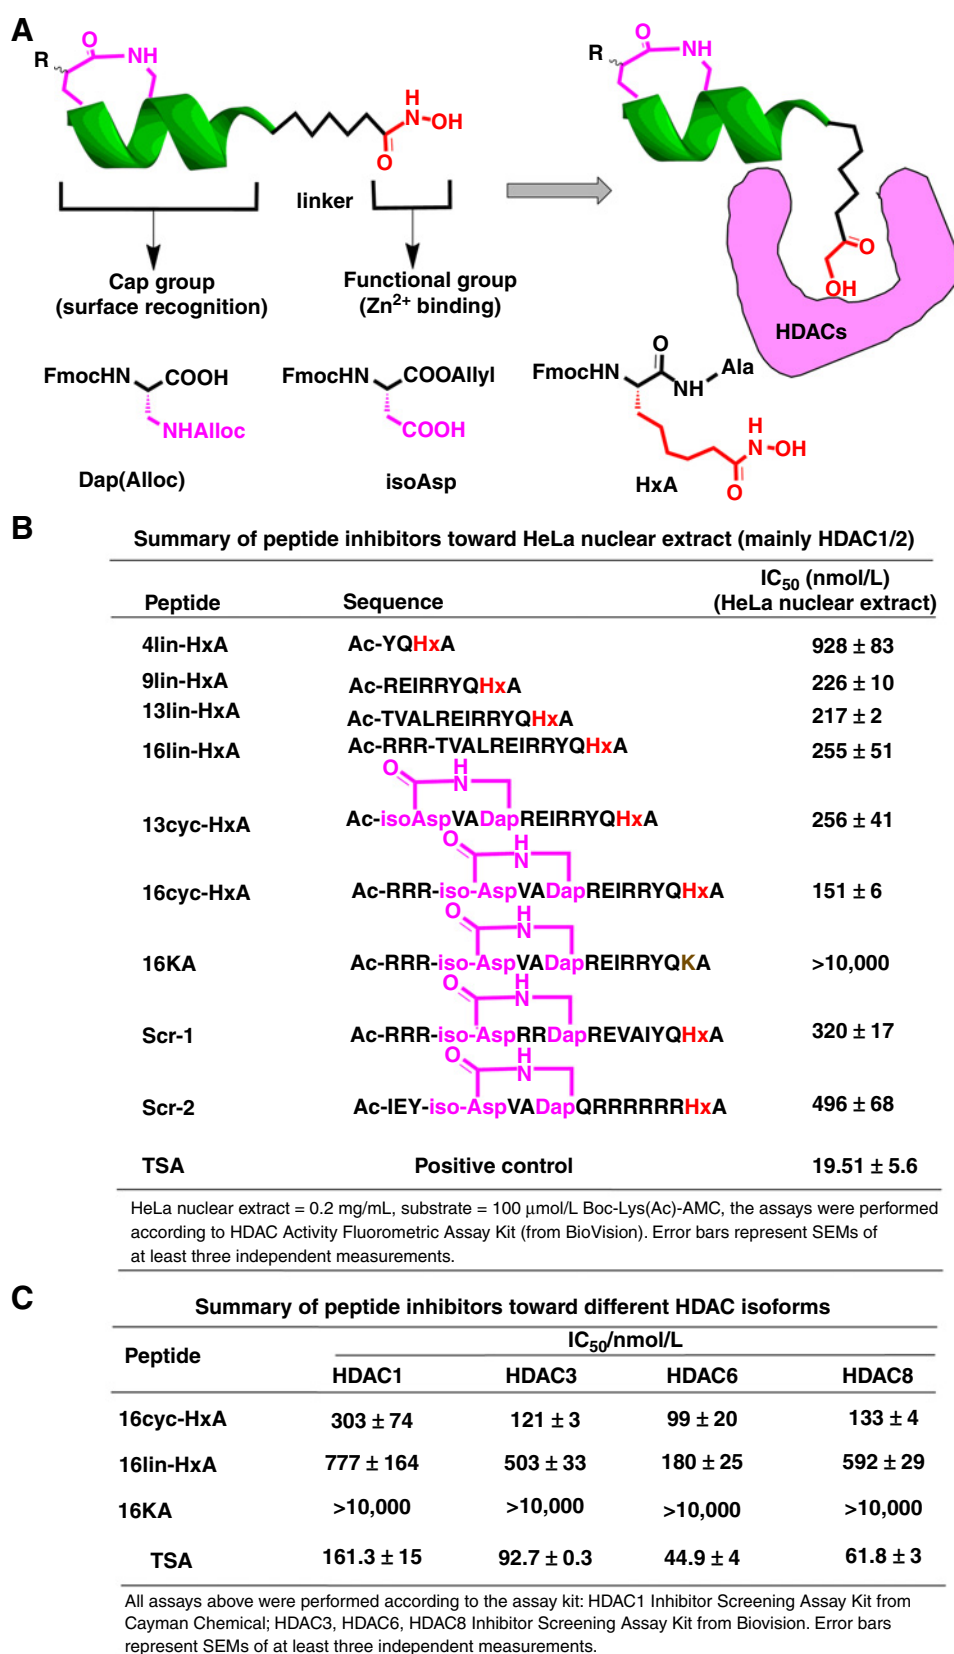 A
R
O
NH
H
N
OH
O
R
O
NH
linker
Cap group
(surface recognition)
Functional group
(Zn2+ binding)
O
OH
HDACs
FmocHN
COOH
NHAlloc
Dap(Alloc)
FmocHN
COOAllyl
COOH
isoAsp
FmocHN
O
NH
Ala
H
N-OH
O
HxA
B
Summary of peptide inhibitors toward HeLa nuclear extract (mainly HDAC1/2)
Peptide Sequence IC50 (nmol/L)
(HeLa nuclear extract)
4lin-HxA Ac-YQHxA 928 ± 83
9lin-HxA Ac-REIRRYQHxA 226 ± 10
13lin-HxA Ac-TVALREIRRYQHxA 217 ± 2
16lin-HxA Ac-RRR-TVALREIRRYQHxA 255 ± 51
O H
N
13cyc-HxA Ac-isoAspVADapREIRRYQHxA 256 ± 41
O H
N
16cyc-HxA Ac-RRR-iso-AspVADapREIRRYQHxA 151 ± 6
O H
N
16KA Ac-RRR-iso-AspVADapREIRRYQKA >10,000
O H
N
Scr-1 Ac-RRR-iso-AspRRDapREVAIYQHxA 320 ± 17
O H
N
Scr-2 Ac-IEY-iso-AspVADapQRRRRRRHxA 496 ± 68
TSA Positive control 19.51 ± 5.6
HeLa nuclear extract = 0.2 mg/mL, substrate = 100 μmol/L Boc-Lys(Ac)-AMC, the assays were performed
according to HDAC Activity Fluorometric Assay Kit (from BioVision). Error bars represent SEMs of
at least three independent measurements.
C
Summary of peptide inhibitors toward different HDAC isoforms
Peptide IC50/nmol/L
HDAC1 HDAC3 HDAC6 HDAC8
16cyc-HxA 303 ± 74 121 ± 3 99 ± 20 133 ± 4
16lin-HxA 777 ± 164 503 ± 33 180 ± 25 592 ± 29
16KA >10,000 >10,000 >10,000 >10,000
TSA 161.3 ± 15 92.7 ± 0.3 44.9 ± 4 61.8 ± 3
All assays above were performed according to the assay kit: HDAC1 Inhibitor Screening Assay Kit from
Cayman Chemical; HDAC3, HDAC6, HDAC8 Inhibitor Screening Assay Kit from Biovision. Error bars
represent SEMs of at least three independent measurements.